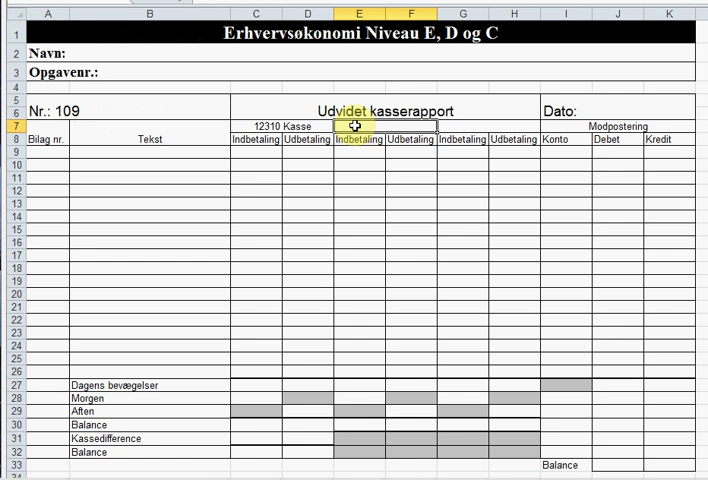 A B C D E F G H I J K
1 Erhvervsøkonomi Niveau E, D og C
2 Navn:
3 Opgavenr.:
4
5
6 Nr.: 109 Udvidet kasserapport Dato:
7 12310 Kasse Modpostering
8 Bilag nr. Tekst Indbetaling Udbetaling Indbetaling Udbetaling Indbetaling Udbetaling Konto Debet Kredit
9
10
11
12
13
14
15
16
17
18
19
20
21
22
23
24
25
26
27 Dagens bevægelser
28 Morgen
29 Aften
30 Balance
31 Kassedifference
32 Balance
33 Balance